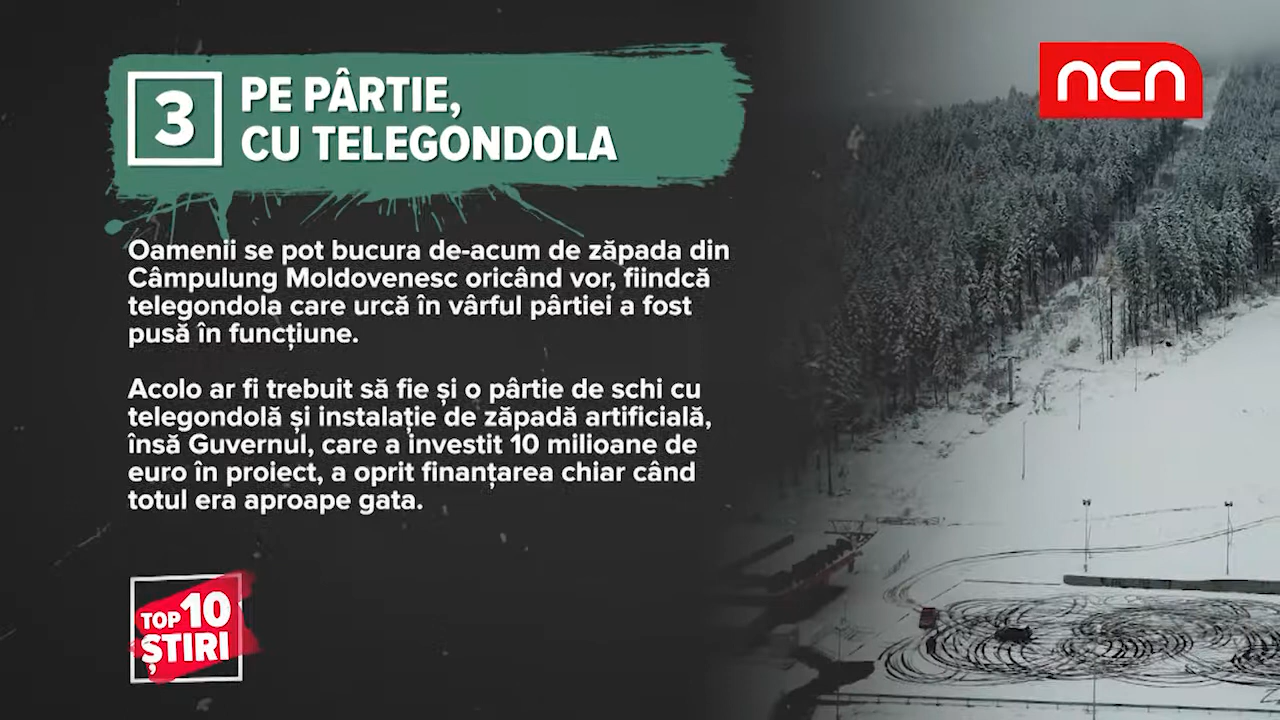 3
PE PÂRTIE,
CU TELEGONDOLA
ncn
Oamenii se pot bucura de-acum de zăpada din
Câmpulung Moldovenesc oricând vor, fiindcă
telegondola care urcă în vârful pârtiei a fost
pusă în funcțiune.
Acolo ar fi trebuit să fie și o pârtie de schi cu
telegondolă și instalație de zăpadă artificială,
însă Guvernul, care a investit 10 milioane de
euro în proiect, a oprit finanțarea chiar când
totul era aproape gata.
TOP 10
ȘTIRI